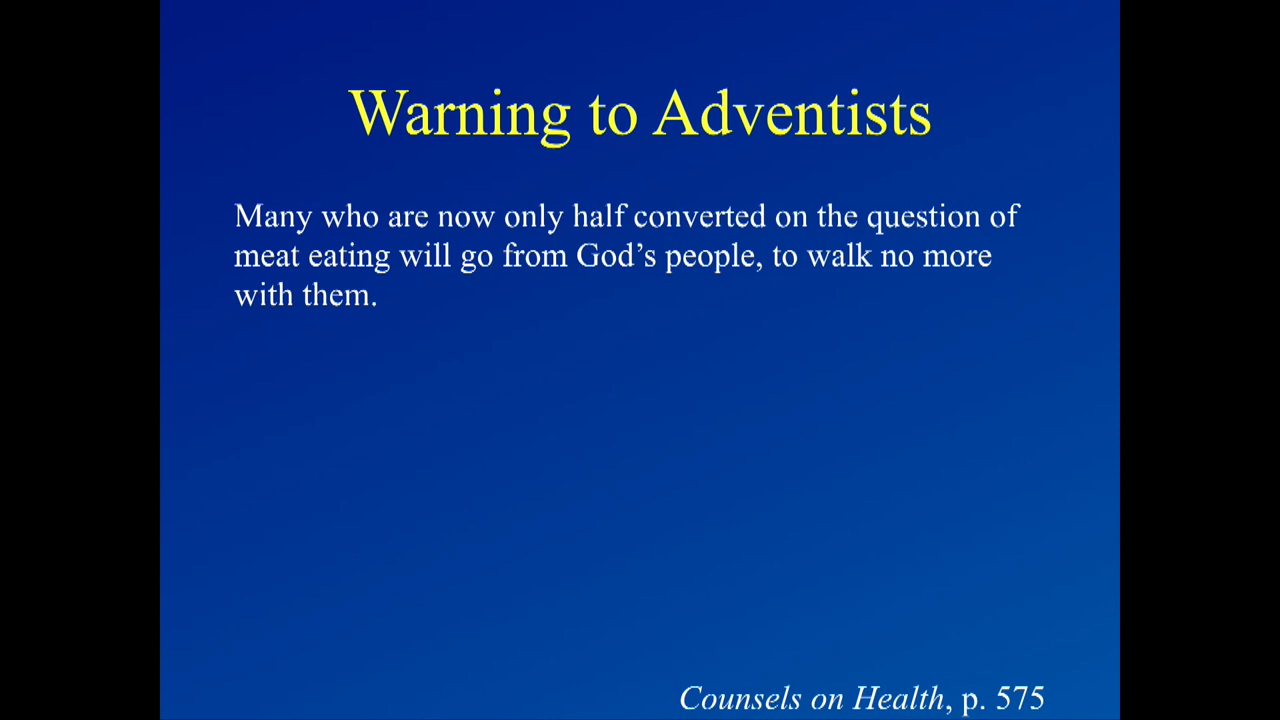 Warning to Adventists
Many who are now only half converted on the question of
meat eating will go from God’s people, to walk no more
with them.
Counsels on Health, p. 575